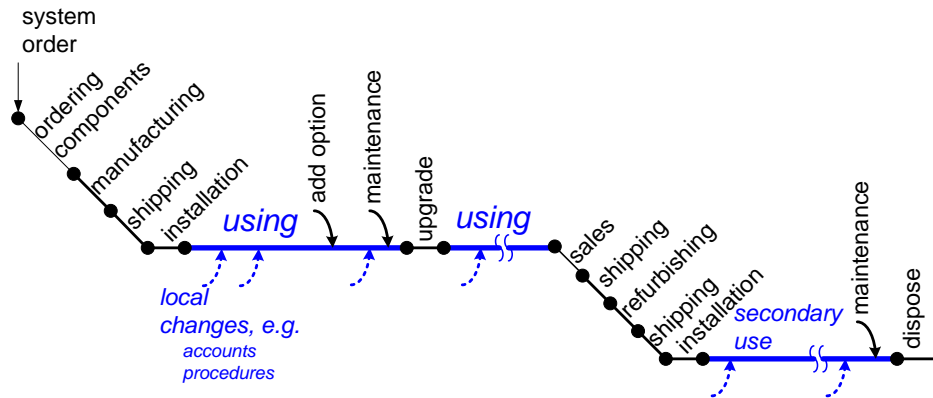 system
order
ordering
components
manufacturing
shipping
installation
using
add option
maintenance
upgrade
using
local
changes, e.g.
accounts
procedures
sales
shipping
refurbishing
shipping
installation
secondary
use
maintenance
dispose